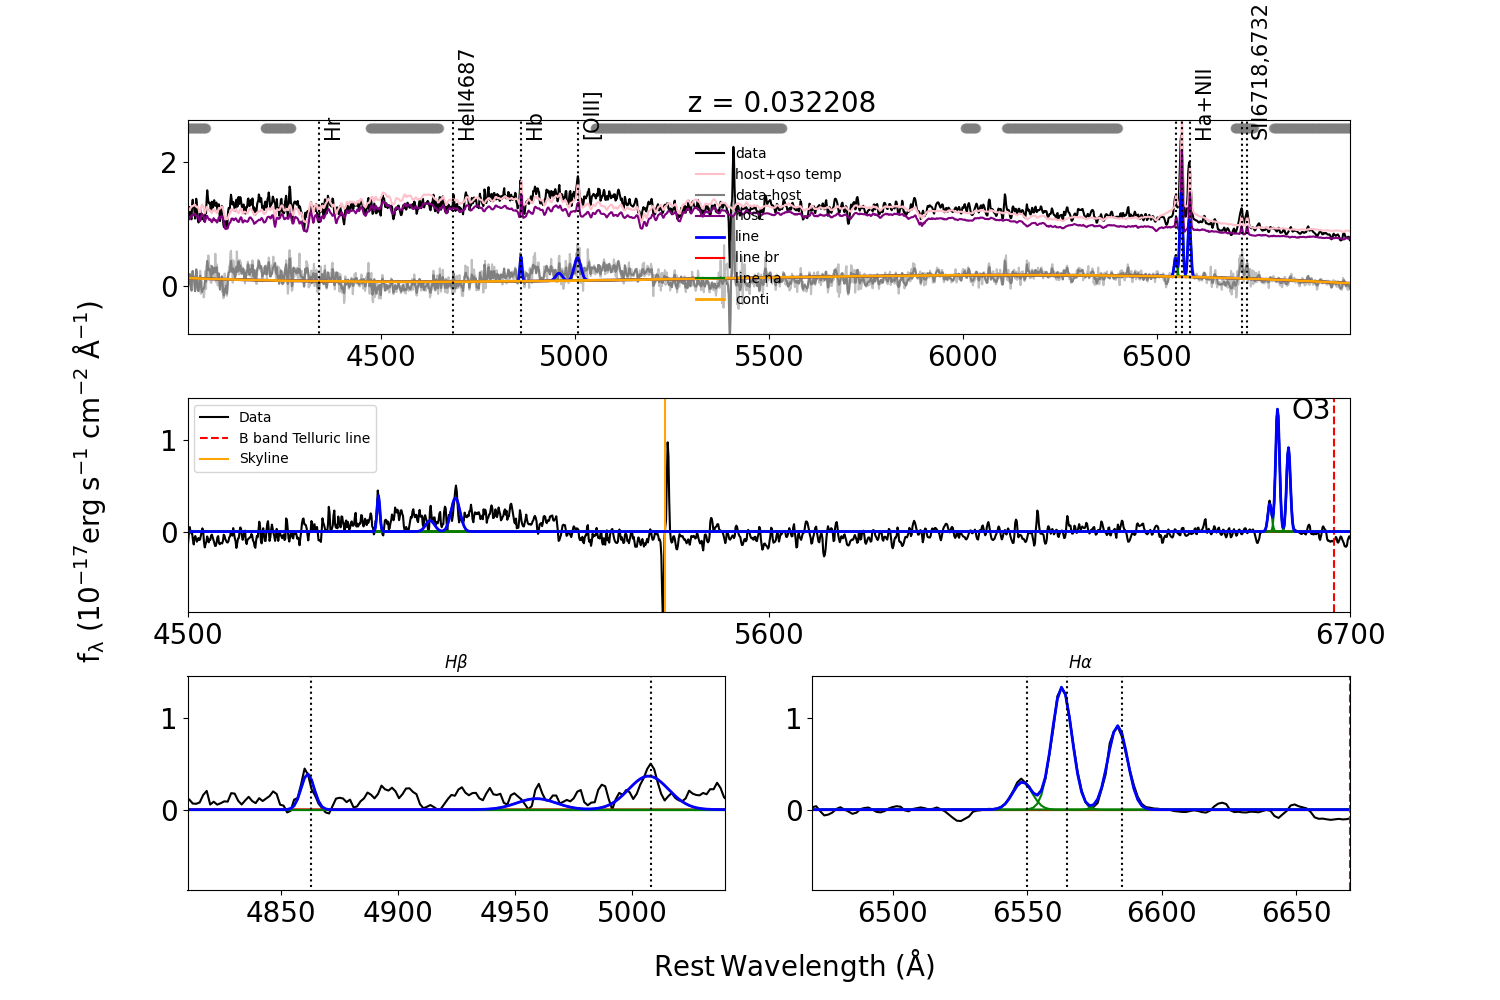 z = 0.032208
Hr
HeII4687
Hb
[OIII]
Ha+NII
SII6718,6732
data
host+qso temp
data-host
host
line
line br
line na
conti
2
0
4500 5000 5500 6000 6500
Data
B band Telluric line
Skyline
O3
1
0
4500 5600 6700
fλ (10⁻¹⁷erg s⁻¹ cm⁻² Å⁻¹)
Hβ
1
0
4850 4900 4950 5000
Hα
1
0
6500 6550 6600 6650
Rest Wavelength (Å)